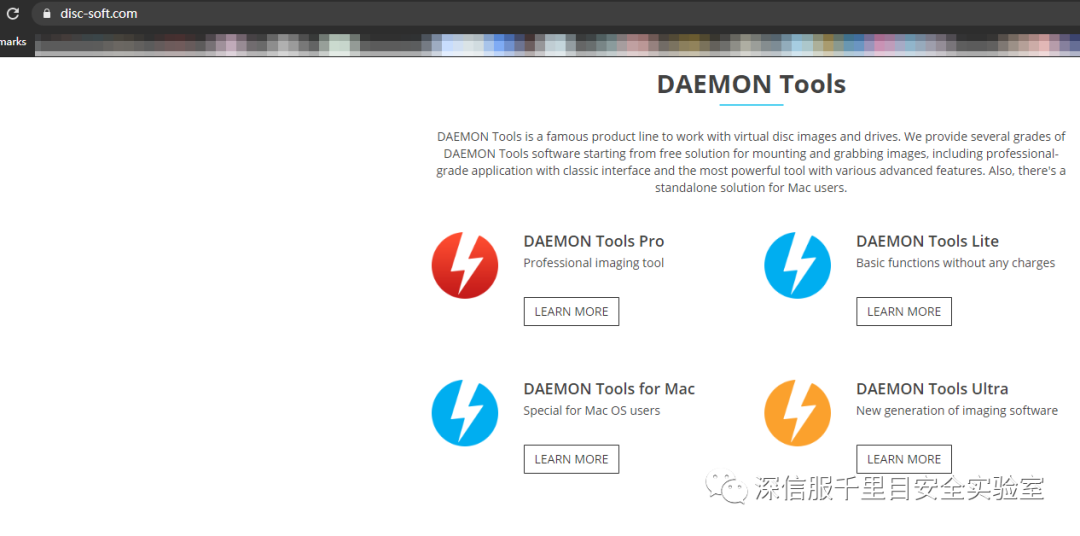 disc-soft.com
marks
DAEMON Tools
DAEMON Tools is a famous product line to work with virtual disc images and drives. We provide several grades of
DAEMON Tools software starting from free solution for mounting and grabbing images, including professional-
grade application with classic interface and the most powerful tool with various advanced features. Also, there's a
standalone solution for Mac users.
DAEMON Tools Pro
Professional imaging tool
LEARN MORE
DAEMON Tools Lite
Basic functions without any charges
LEARN MORE
DAEMON Tools for Mac
Special for Mac OS users
LEARN MORE
DAEMON Tools Ultra
New generation of imaging software
LEARN MORE
深信服千里目安全实验室